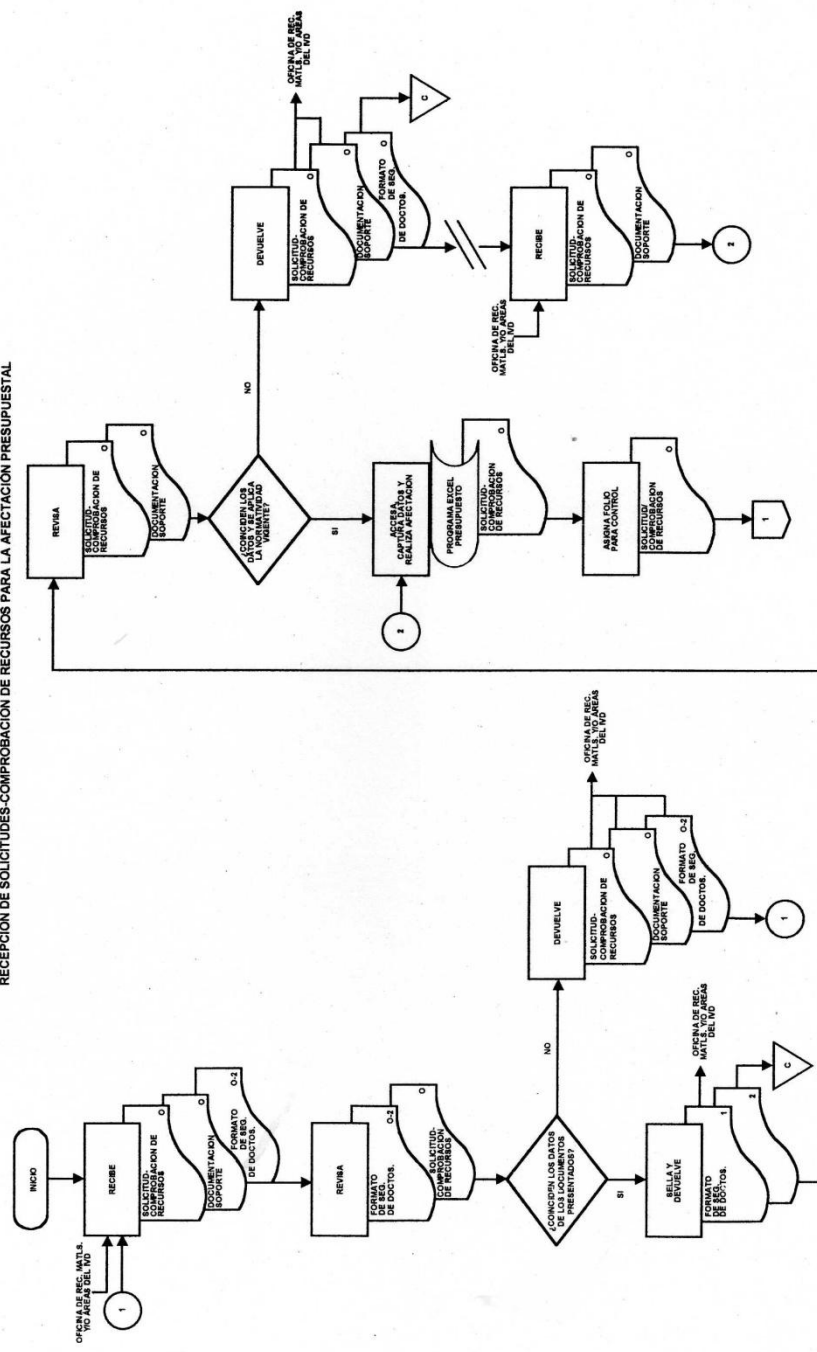 RECEPCIÓN DE SOLICITUDES-COMPROBACIÓN DE RECURSOS PARA LA AFECTACIÓN PRESUPUESTAL
INICIO
OFICINA DE REC. MATLS.
Y/O ÁREAS DEL IVD
1
RECIBE
SOLICITUD-
COMPROBACION DE
RECURSOS
O
DOCUMENTACION
SOPORTE
O
FORMATO
DE SEG.
DE DOCTOS.
O-2
REVISA
FORMATO
DE SEG.
DE DOCTOS.
O-2
SOLICITUD-
COMPROBACION
DE RECURSOS
O
¿COINCIDEN LOS DATOS
DE LOS DOCUMENTOS
PRESENTADOS?
NO
DEVUELVE
SOLICITUD-
COMPROBACION DE
RECURSOS
O
DOCUMENTACION
SOPORTE
O
FORMATO
DE SEG.
DE DOCTOS.
O-2
OFICINA DE REC.
MATLS. Y/O AREAS
DEL IVD
1
SI
SELLA Y
DEVUELVE
FORMATO
DE SEG.
DE DOCTOS.
1
2
OFICINA DE REC.
MATLS. Y/O AREAS
DEL IVD
C
REVISA
SOLICITUD-
COMPROBACION DE
RECURSOS
O
DOCUMENTACION
SOPORTE
O
¿COINCIDEN LOS
DATOS Y SE APLICA
LA NORMATIVIDAD
VIGENTE?
NO
DEVUELVE
SOLICITUD-
COMPROBACION DE
RECURSOS
O
DOCUMENTACION
SOPORTE
O
FORMATO
DE SEG.
DE DOCTOS.
O
OFICINA DE REC.
MATLS. Y/O AREAS
DEL IVD
C
OFICINA DE REC.
MATLS. Y/O AREAS
DEL IVD
RECIBE
SOLICITUD-
COMPROBACION DE
RECURSOS
O
DOCUMENTACION
SOPORTE
O
2
SI
2
ACCESA,
CAPTURA DATOS Y
REALIZA AFECTACION
PROGRAMA EXCEL
PRESUPUESTO
SOLICITUD-
COMPROBACION
DE RECURSOS
O
ASIGNA FOLIO
PARA CONTROL
SOLICITUD/
COMPROBACION
DE RECURSOS
O
1